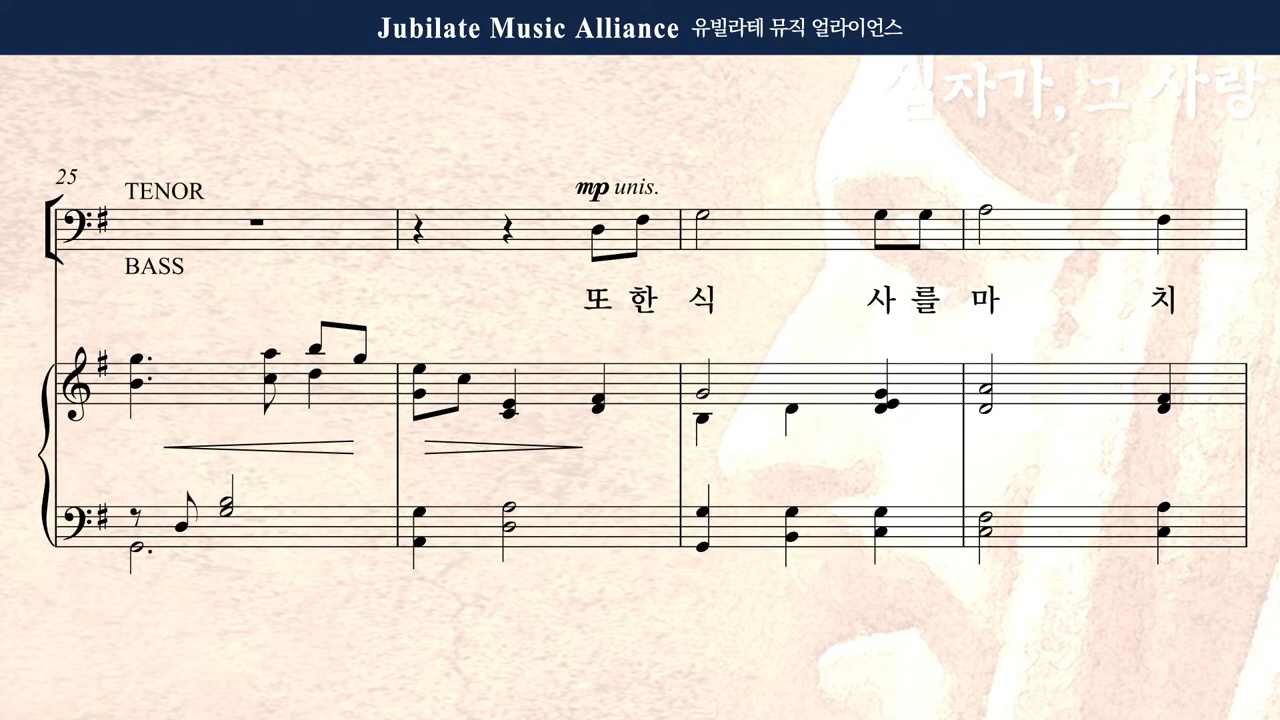 Jubilate Music Alliance 유빌라테 뮤직 얼라이언스
십자가, 그 사랑
25
TENOR
mp unis.
BASS
또 한 식 사 를 마 치